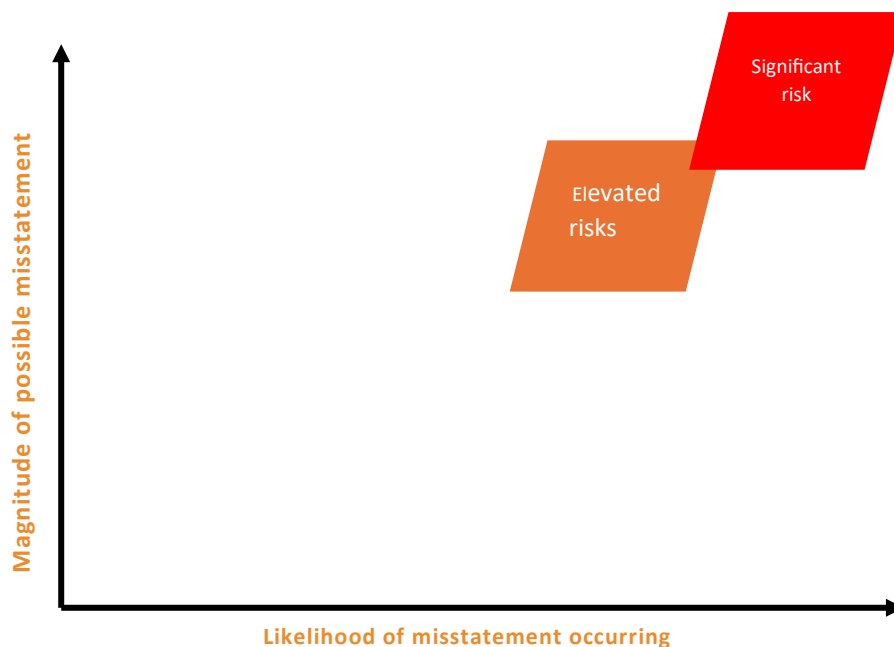 Significant
risk
Elevated
risks
Magnitude of possible misstatement
Likelihood of misstatement occurring